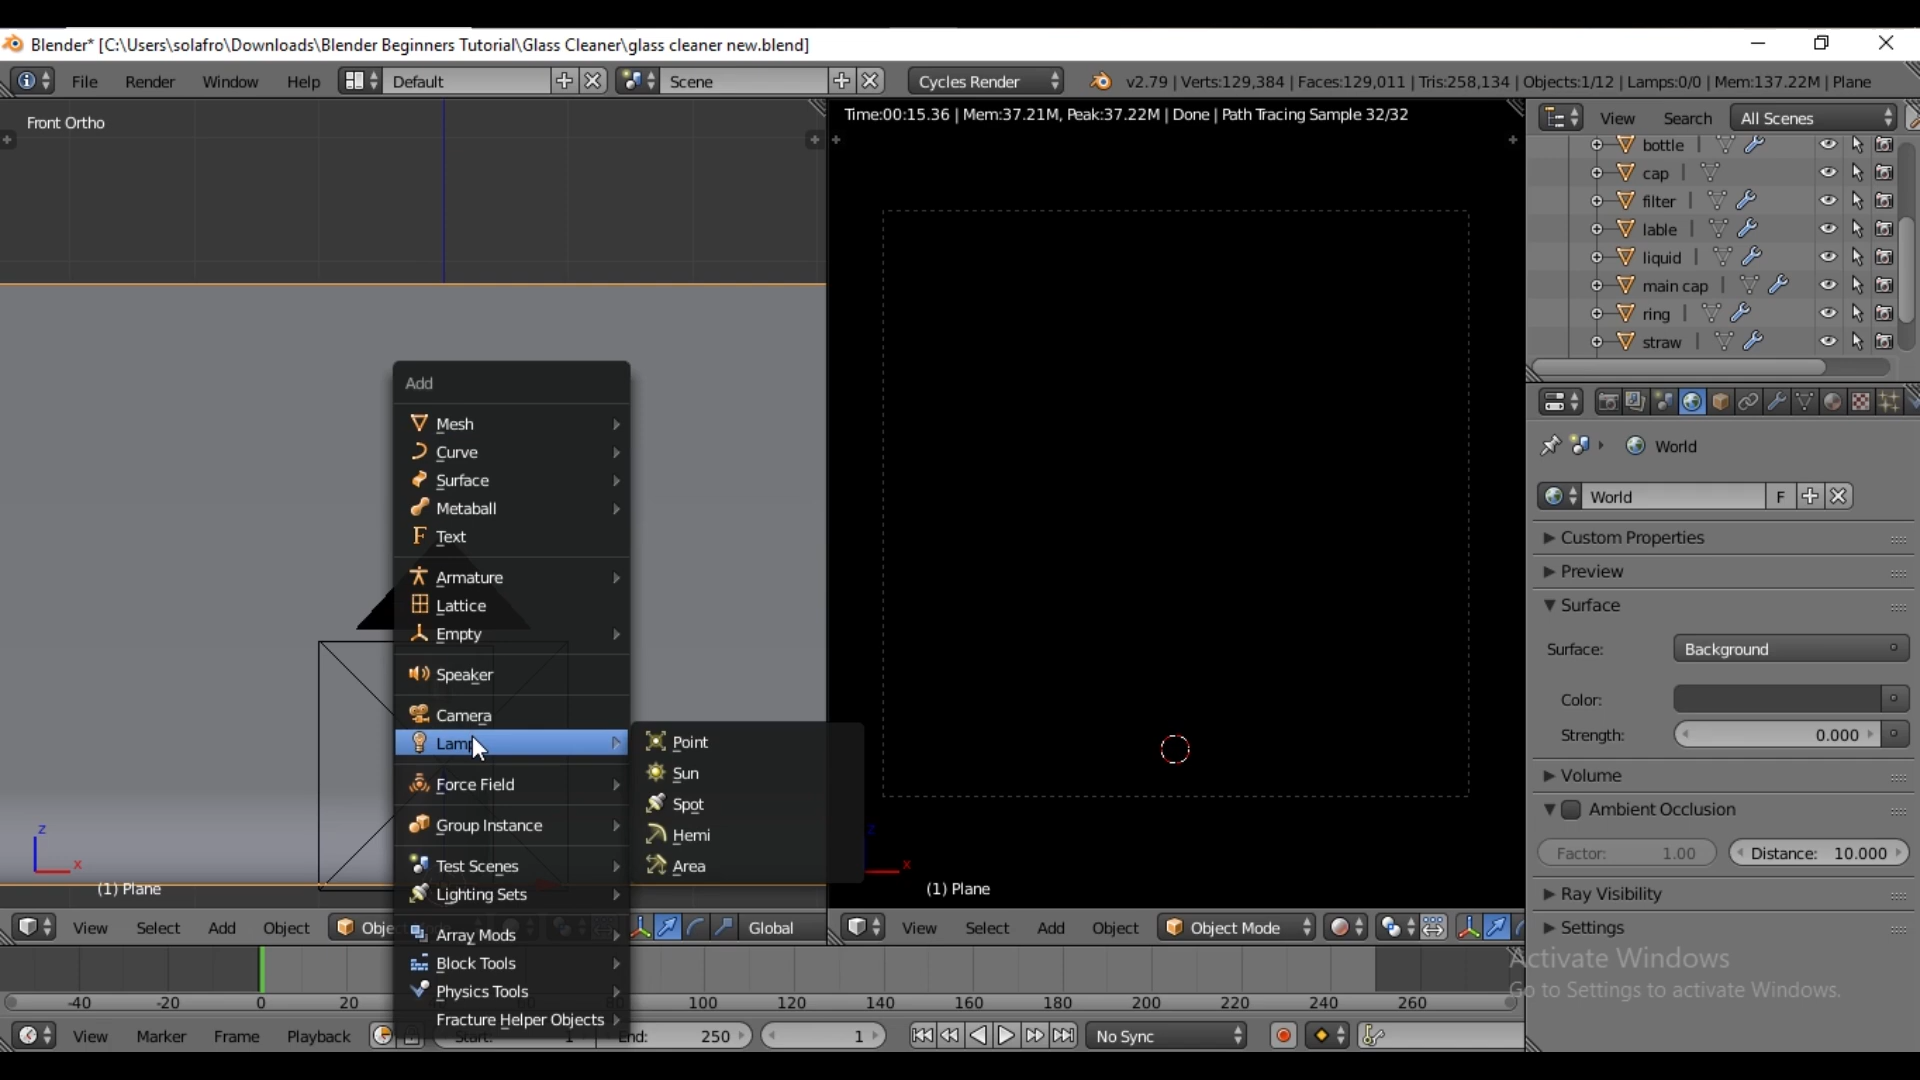 Blender* [C:\Users\solafro\Downloads\Blender Beginners Tutorial\Glass Cleaner\glass cleaner new.blend]
File Render Window Help Default Scene Cycles Render v2.79 | Verts:129,384 | Faces:129,011 | Tris:258,134 | Objects:1/12 | Lamps:0/0 | Mem:137.22M | Plane
Front Ortho
Time:00:15.36 | Mem:37.21M, Peak:37.22M | Done | Path Tracing Sample 32/32
View Search All Scenes
bottle
cap
filter
lable
liquid
main cap
ring
straw
World
World F
Custom Properties
Preview
Surface
Surface: Background
Color:
Strength: 0.000
Volume
Ambient Occlusion
Factor: 1.00 Distance: 10.000
Ray Visibility
Settings
Activate Windows
Go to Settings to activate Windows.
Add
Mesh
Curve
Surface
Metaball
Text
Armature
Lattice
Empty
Speaker
Camera
Lamp
Force Field
Group Instance
Test Scenes
Lighting Sets
Array Mods
Block Tools
Physics Tools
Fracture Helper Objects
Point
Sun
Spot
Hemi
Area
z
x
(1) Plane
z
x
(1) Plane
View Select Add Object Global
View Select Add Object Object Mode
-40 -20 0 20 80 100 120 140 160 180 200 220 240 260
View Marker Frame Playback Start: 1 End: 250 1 No Sync